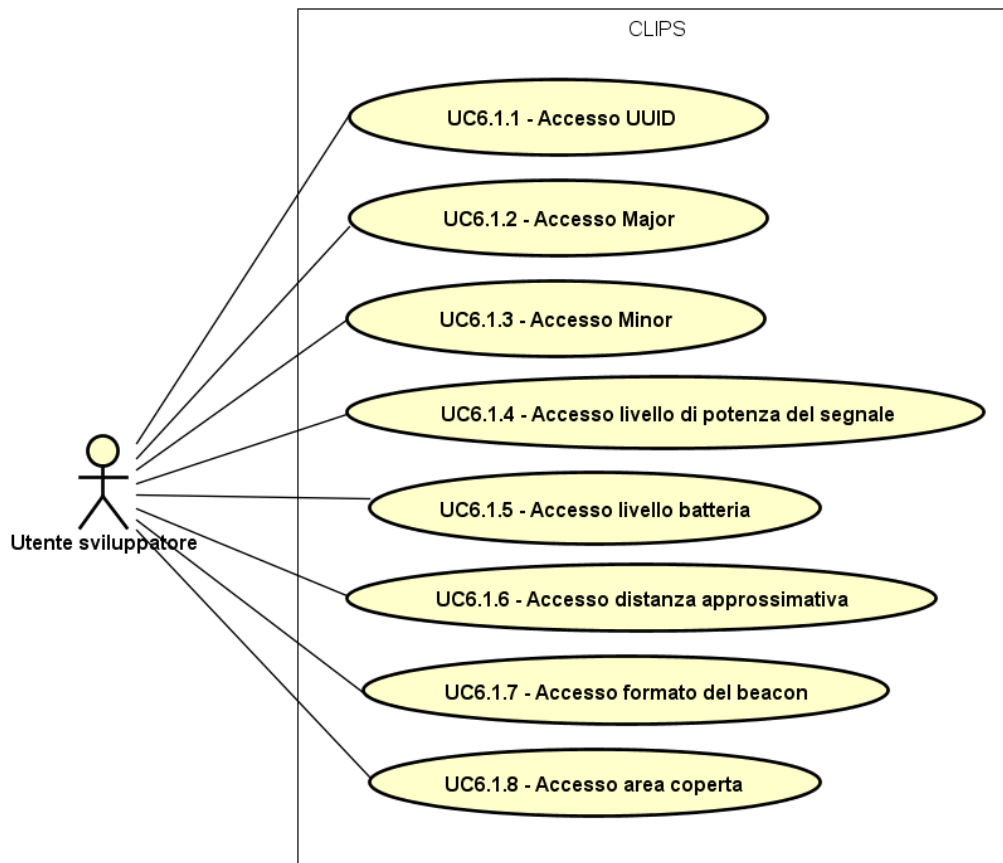 CLIPS
UC6.1.1 - Accesso UUID
UC6.1.2 - Accesso Major
UC6.1.3 - Accesso Minor
UC6.1.4 - Accesso livello di potenza del segnale
UC6.1.5 - Accesso livello batteria
Utente sviluppatore
UC6.1.6 - Accesso distanza approssimativa
UC6.1.7 - Accesso formato del beacon
UC6.1.8 - Accesso area coperta